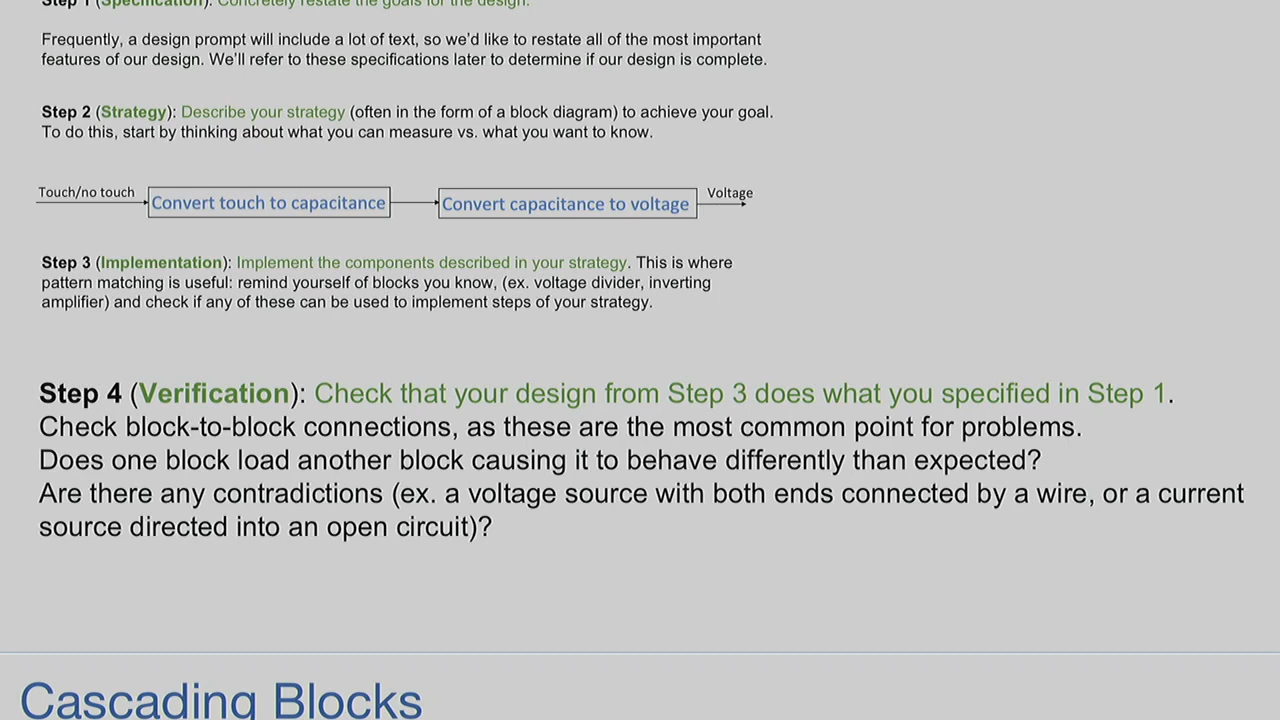 Step 1 (Specification): Concretely restate the goals for the design.
Frequently, a design prompt will include a lot of text, so we'd like to restate all of the most important
features of our design. We'll refer to these specifications later to determine if our design is complete.
Step 2 (Strategy): Describe your strategy (often in the form of a block diagram) to achieve your goal.
To do this, start by thinking about what you can measure vs. what you want to know.
Touch/no touch
Convert touch to capacitance
Convert capacitance to voltage
Voltage
Step 3 (Implementation): Implement the components described in your strategy. This is where
pattern matching is useful: remind yourself of blocks you know, (ex. voltage divider, inverting
amplifier) and check if any of these can be used to implement steps of your strategy.
Step 4 (Verification): Check that your design from Step 3 does what you specified in Step 1.
Check block-to-block connections, as these are the most common point for problems.
Does one block load another block causing it to behave differently than expected?
Are there any contradictions (ex. a voltage source with both ends connected by a wire, or a current
source directed into an open circuit)?
Cascading Blocks